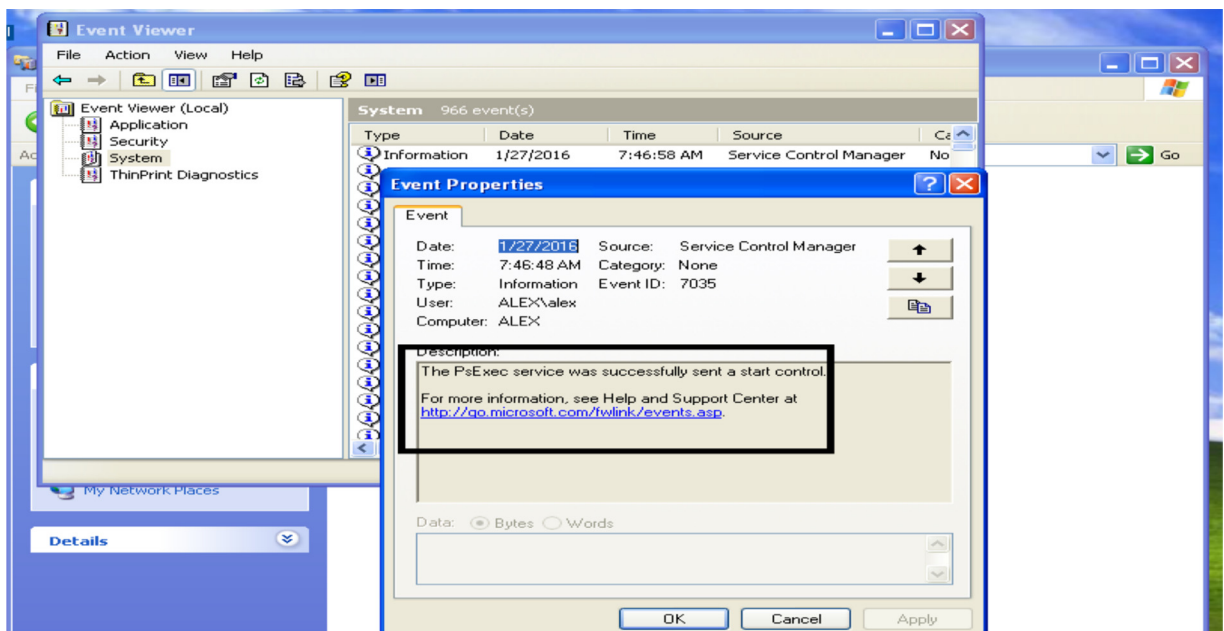 Event Viewer
File Action View Help
Event Viewer (Local)
Application
Security
System
ThinPrint Diagnostics
System 966 event(s)
Type Date Time Source
Information 1/27/2016 7:46:58 AM Service Control Manager No
Go
Event Properties
Event
Date: 1/27/2016 Source: Service Control Manager
Time: 7:46:48 AM Category: None
Type: Information Event ID: 7035
User: ALEX\alex
Computer: ALEX
Description:
The PsExec service was successfully sent a start control.
For more information, see Help and Support Center at
http://go.microsoft.com/fwlink/events.asp.
My Network Places
Data: Bytes Words
Details
OK Cancel Apply